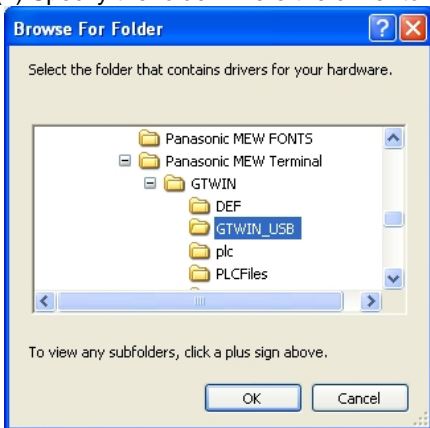 Browse For Folder
Select the folder that contains drivers for your hardware.
Panasonic MEW FONTS
Panasonic MEW Terminal
GTWIN
DEF
GTWIN_USB
plc
PLCFiles
To view any subfolders, click a plus sign above.
OK Cancel